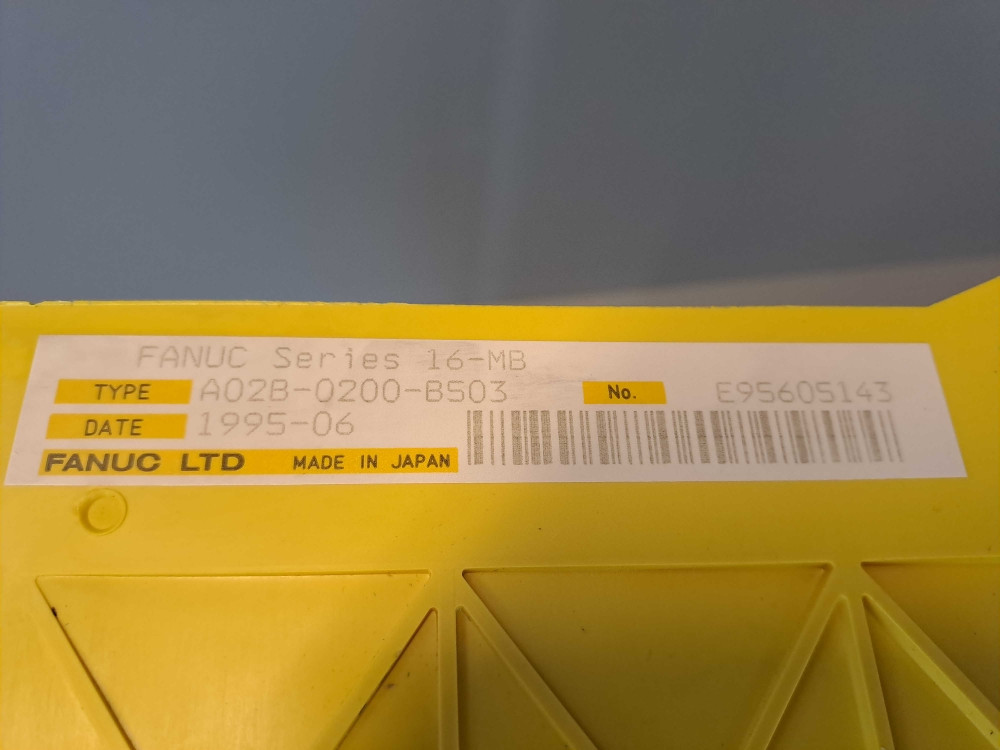 FANUC Series 16-MB
TYPE A02B-0200-B503 No. E95605143
DATE 1995-06
FANUC LTD MADE IN JAPAN